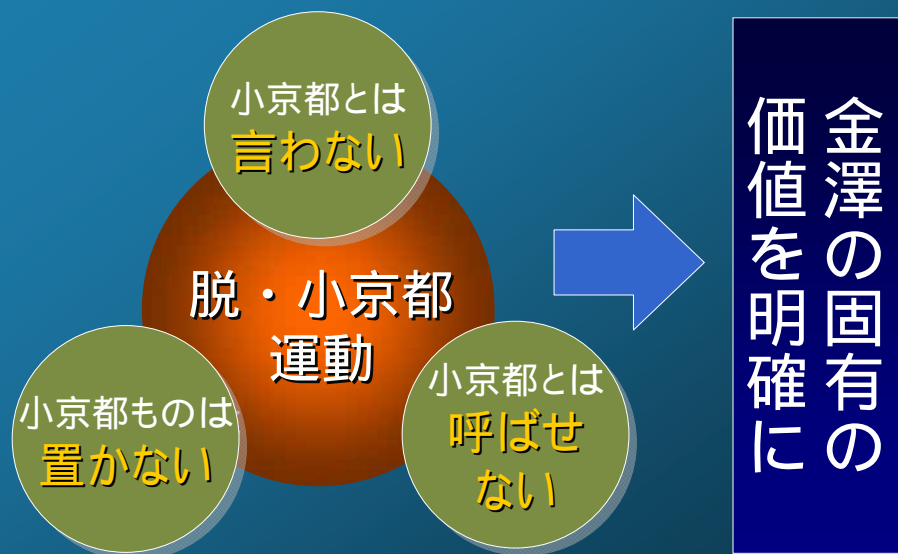 小京都とは
言わない
脱・小京都
運動
小京都ものは
置かない
小京都とは
呼ばせ
ない
金澤の固有の
価値を明確に